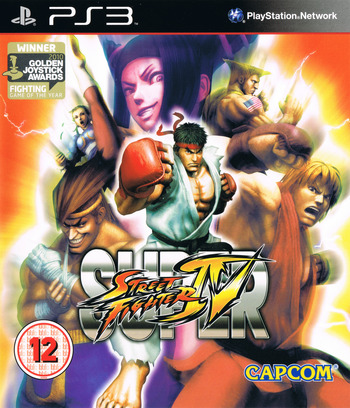 PS3
PlayStation®Network
WINNER
2010
GOLDEN
JOYSTICK
AWARDS
FIGHTING
GAME OF THE YEAR
SUPER
STREET
FIGHTER IV
12
CAPCOM